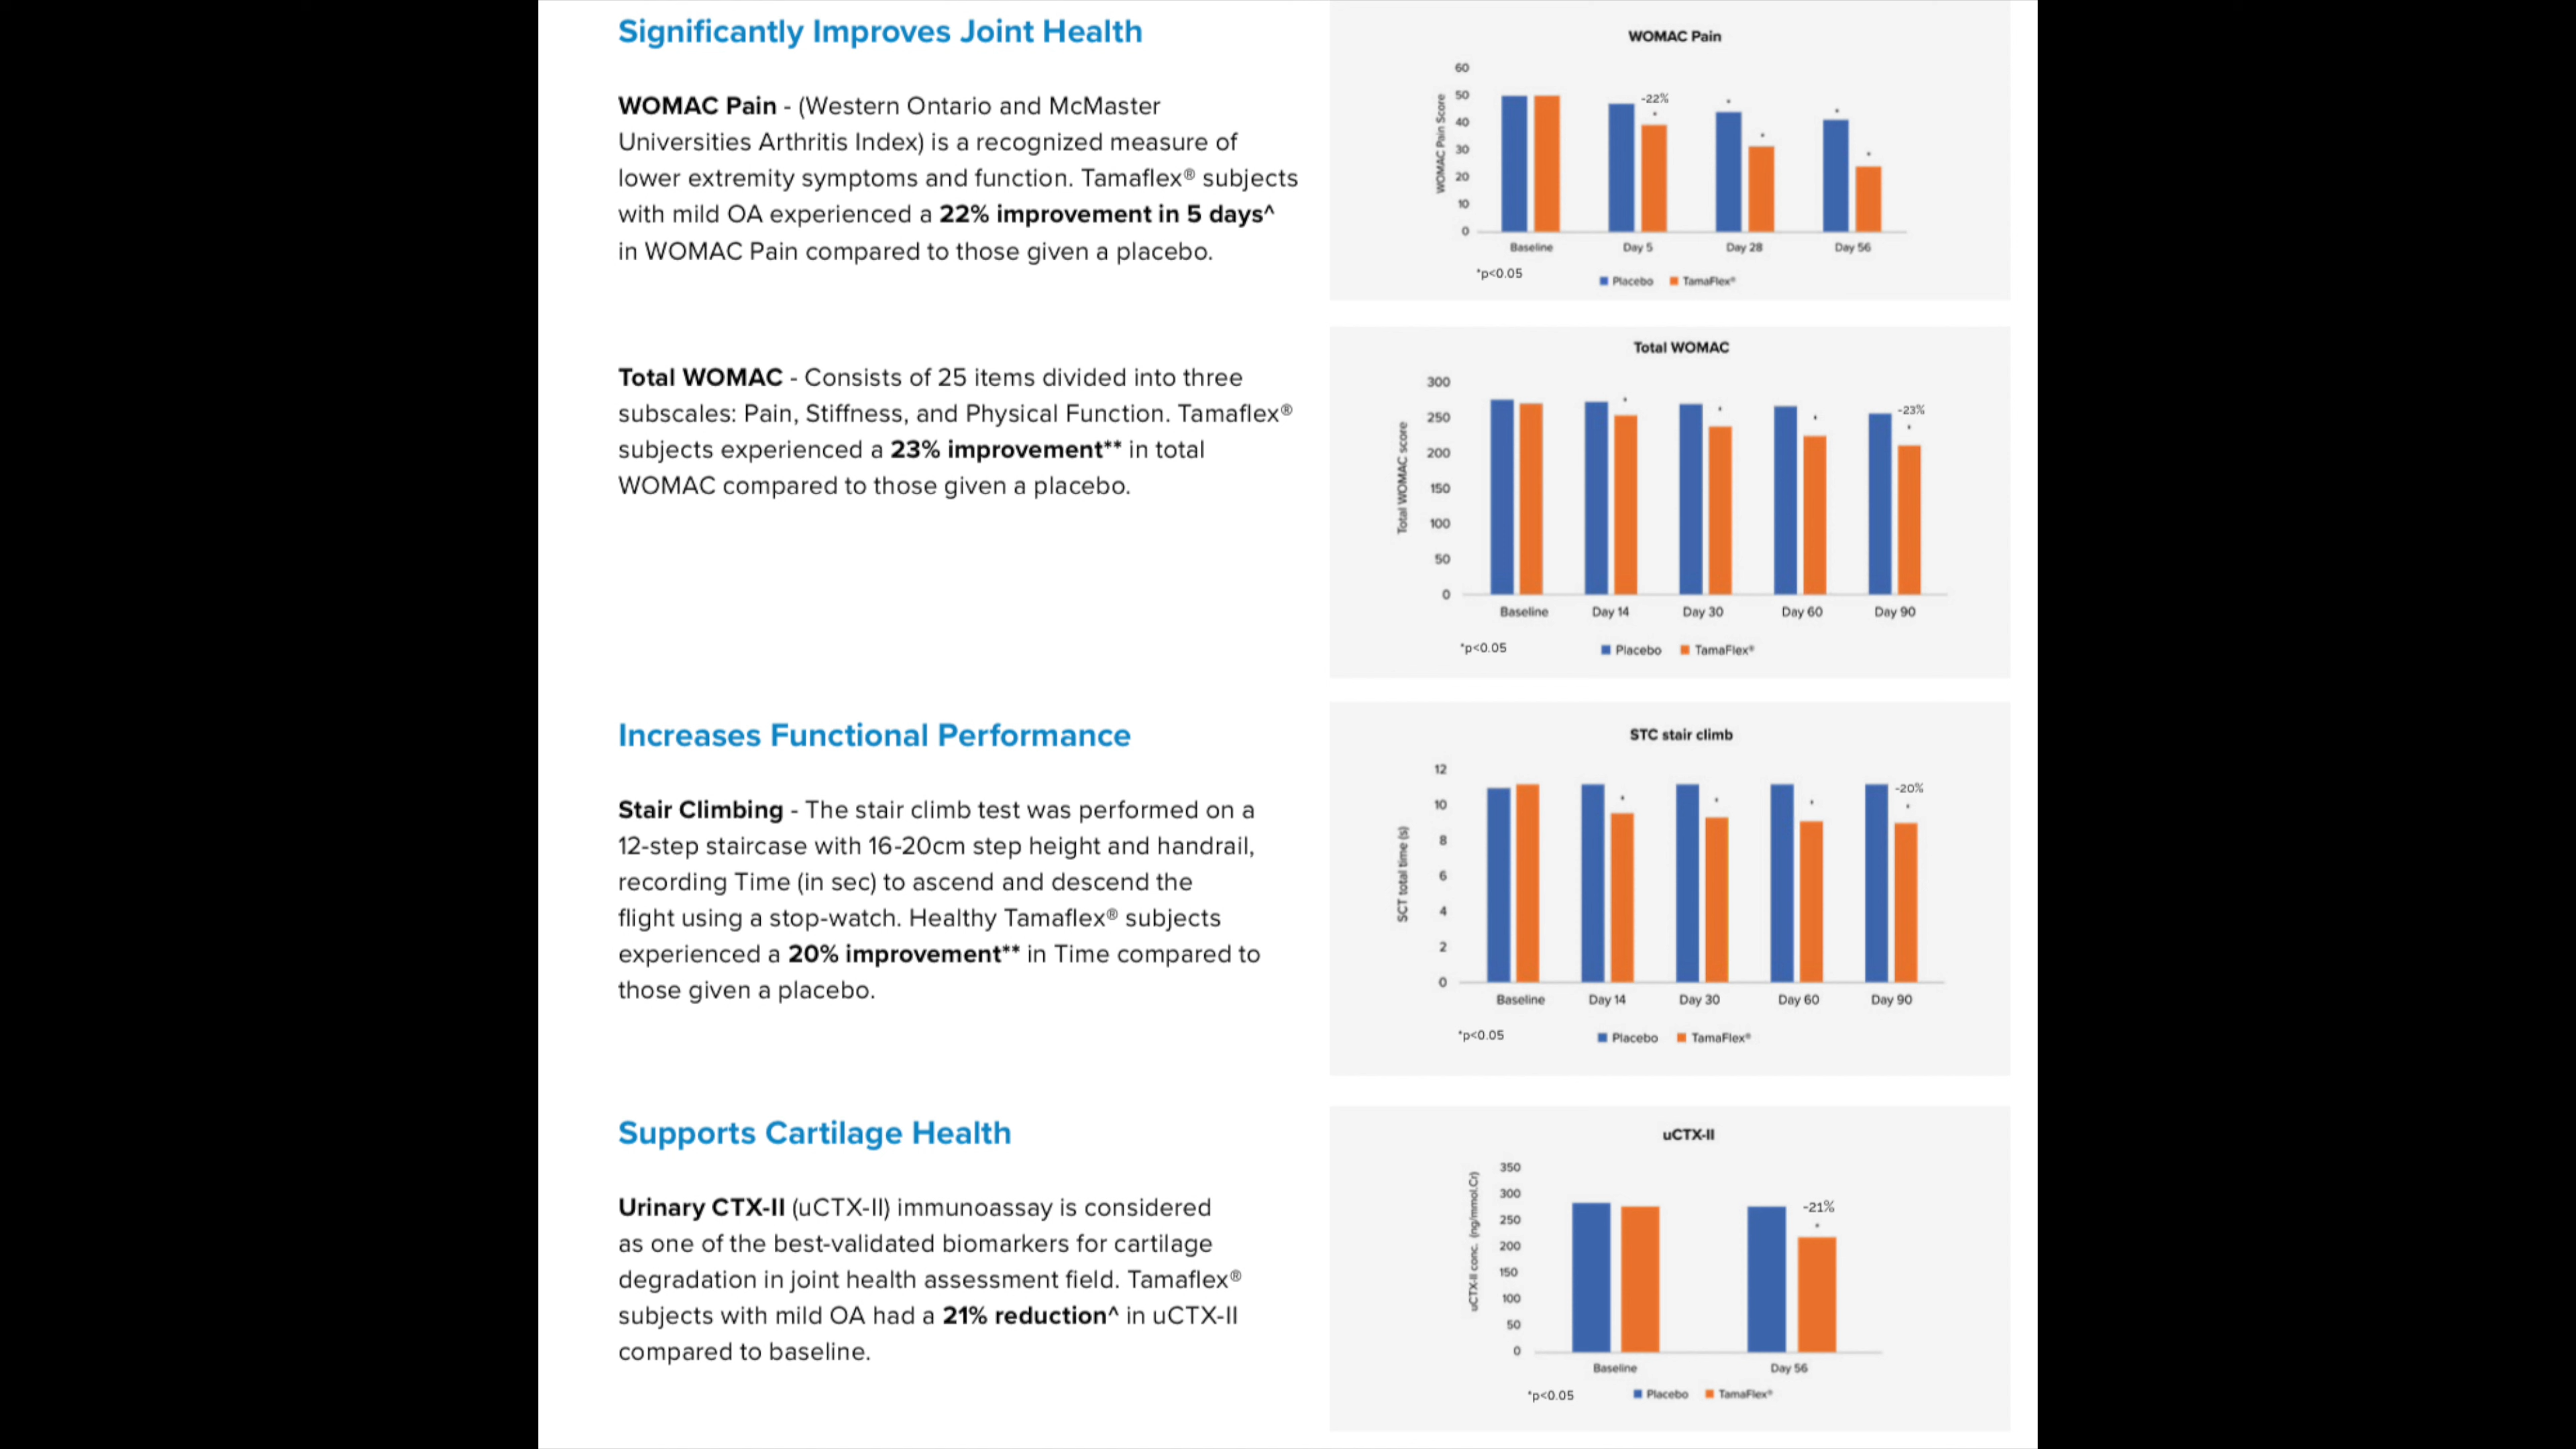 Significantly Improves Joint Health
WOMAC Pain - (Western Ontario and McMaster
Universities Arthritis Index) is a recognized measure of
lower extremity symptoms and function. Tamaflex® subjects
with mild OA experienced a 22% improvement in 5 days^
in WOMAC Pain compared to those given a placebo.
WOMAC Pain
WOMAC Pain Score
60
50
40
30
20
10
0
-22%
*
*
*
*
*
Baseline Day 5 Day 28 Day 56
*p<0.05
Placebo TamaFlex®
Total WOMAC - Consists of 25 items divided into three
subscales: Pain, Stiffness, and Physical Function. Tamaflex®
subjects experienced a 23% improvement** in total
WOMAC compared to those given a placebo.
Total WOMAC
Total WOMAC score
300
250
200
150
100
50
0
*
*
*
-23%
*
Baseline Day 14 Day 30 Day 60 Day 90
*p<0.05
Placebo TamaFlex®
Increases Functional Performance
Stair Climbing - The stair climb test was performed on a
12-step staircase with 16-20cm step height and handrail,
recording Time (in sec) to ascend and descend the
flight using a stop-watch. Healthy Tamaflex® subjects
experienced a 20% improvement** in Time compared to
those given a placebo.
STC stair climb
SCT total time (s)
12
10
8
6
4
2
0
*
*
*
-20%
*
Baseline Day 14 Day 30 Day 60 Day 90
*p<0.05
Placebo TamaFlex®
Supports Cartilage Health
Urinary CTX-II (uCTX-II) immunoassay is considered
as one of the best-validated biomarkers for cartilage
degradation in joint health assessment field. Tamaflex®
subjects with mild OA had a 21% reduction^ in uCTX-II
compared to baseline.
uCTX-II
uCTX-II conc. (ng/mmol.Cr)
350
300
250
200
150
100
50
0
-21%
*
Baseline Day 56
*p<0.05
Placebo TamaFlex®